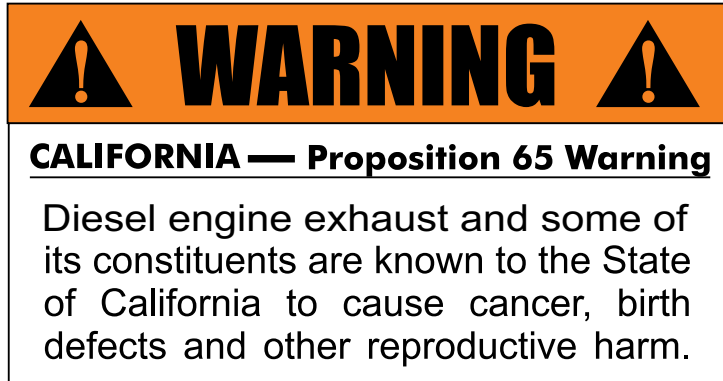 WARNING
CALIFORNIA — Proposition 65 Warning
Diesel engine exhaust and some of
its constituents are known to the State
of California to cause cancer, birth
defects and other reproductive harm.